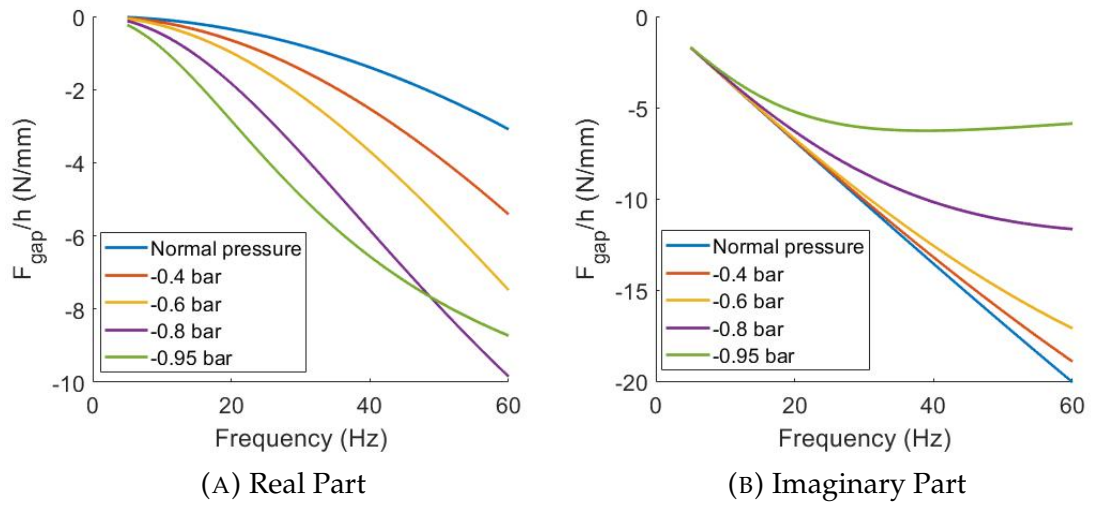 0
-2
-4
-6
-8
-10
F_gap/h (N/mm)
Normal pressure
-0.4 bar
-0.6 bar
-0.8 bar
-0.95 bar
0 20 40 60
Frequency (Hz)
(A) Real Part
0
-5
-10
-15
-20
F_gap/h (N/mm)
Normal pressure
-0.4 bar
-0.6 bar
-0.8 bar
-0.95 bar
0 20 40 60
Frequency (Hz)
(B) Imaginary Part